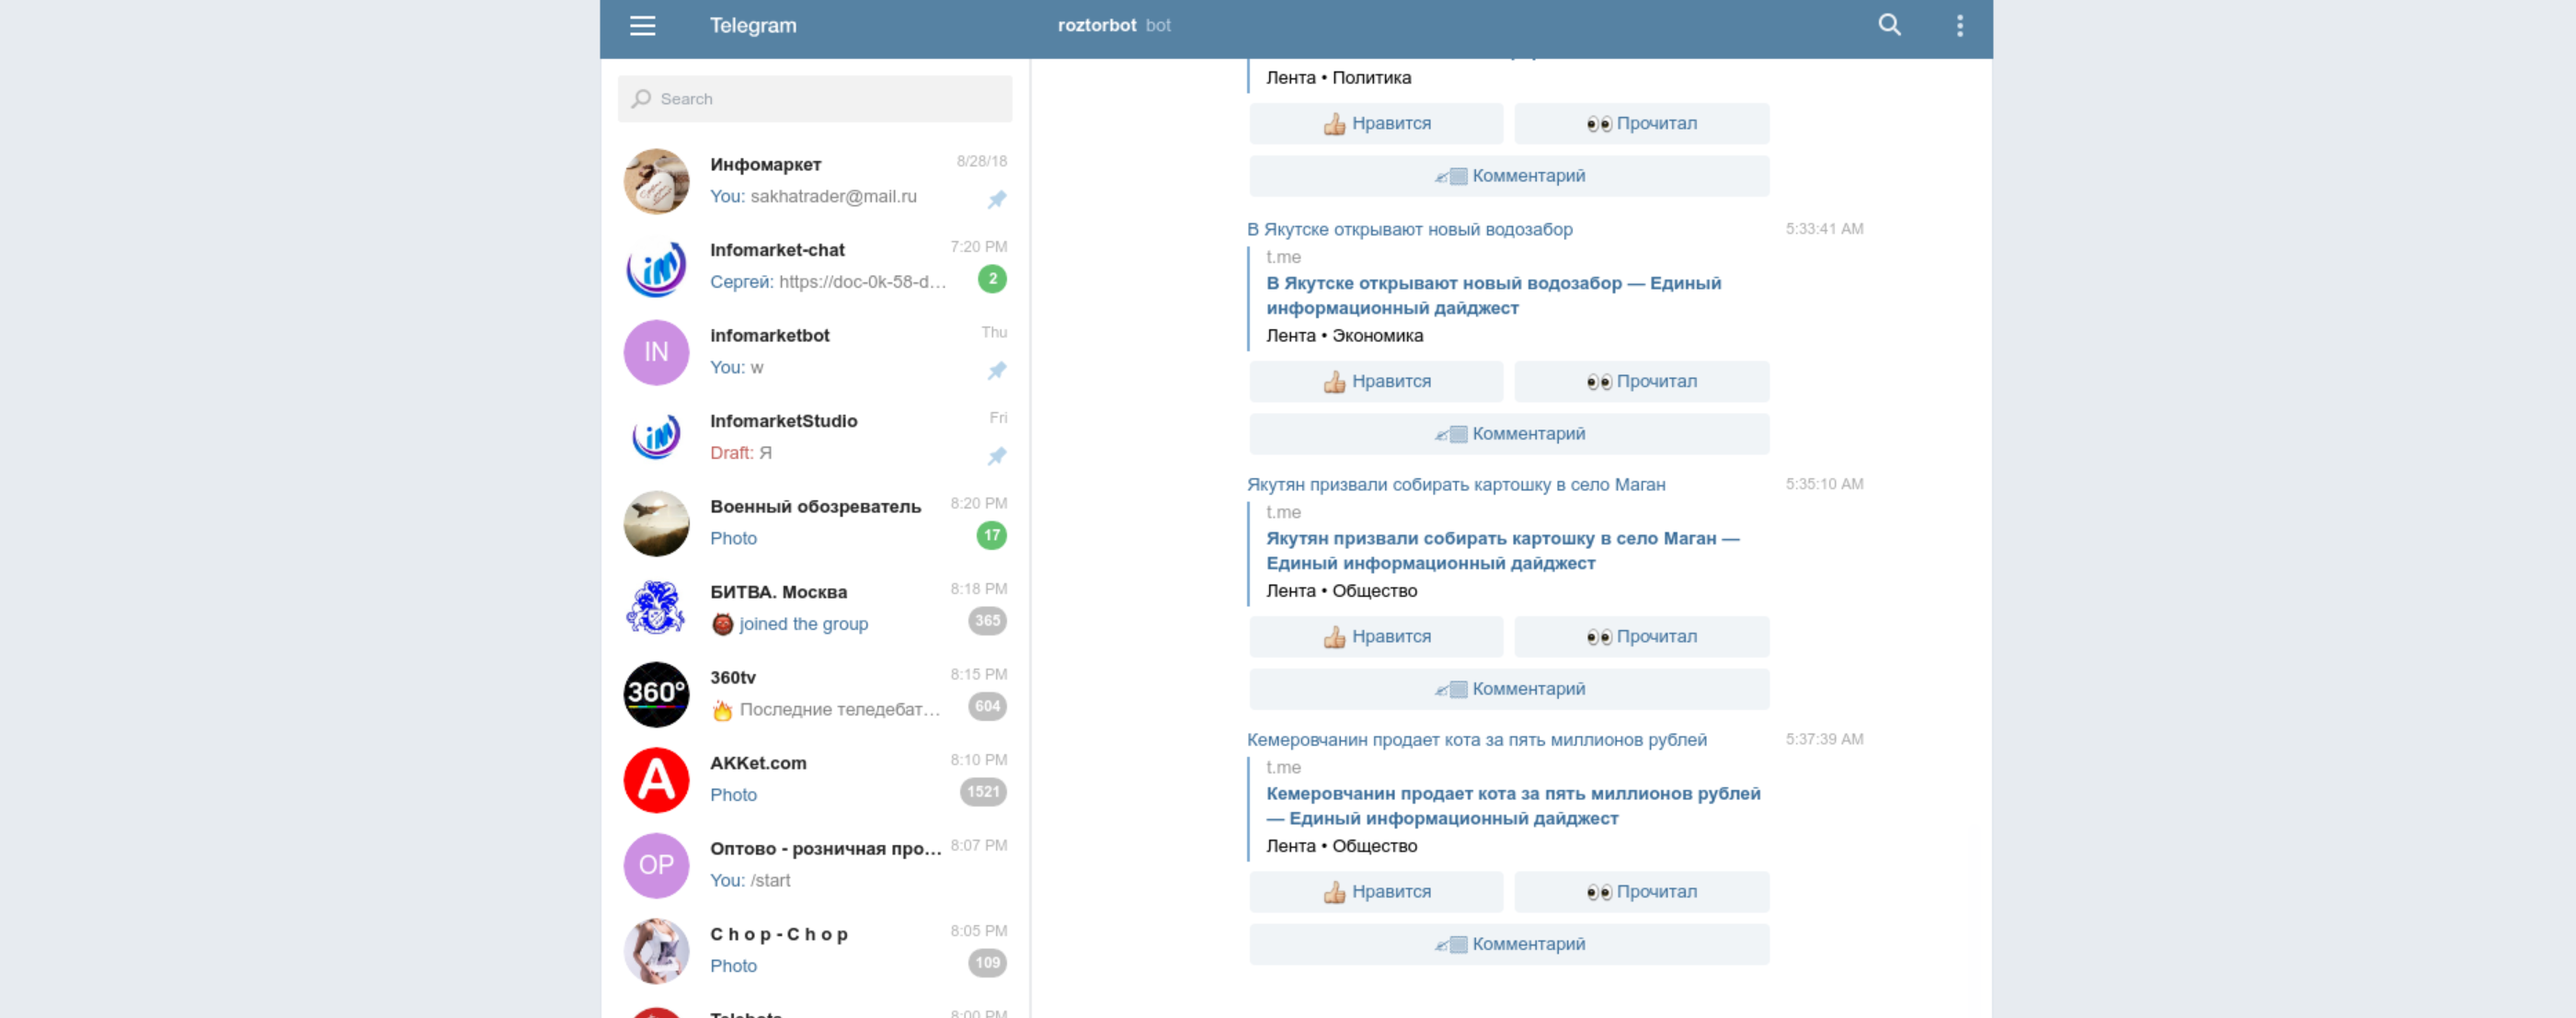 Telegram
roztorbot bot
Search
Инфомаркет 8/28/18
You: sakhatrader@mail.ru
Infomarket-chat 7:20 PM
Сергей: https://doc-0k-58-d… 2
IN
infomarketbot Thu
You: w
InfomarketStudio Fri
Draft: Я
Военный обозреватель 8:20 PM
Photo 17
БИТВА. Москва 8:18 PM
joined the group 365
360°
360tv 8:15 PM
Последние теледебат… 604
A
AKKet.com 8:10 PM
Photo 1521
OP
Оптово - розничная про… 8:07 PM
You: /start
C h o p - C h o p 8:05 PM
Photo 109
8:00 PM
Лента • Политика
Нравится Прочитал
Комментарий
В Якутске открывают новый водозабор 5:33:41 AM
t.me
В Якутске открывают новый водозабор — Единый
информационный дайджест
Лента • Экономика
Нравится Прочитал
Комментарий
Якутян призвали собирать картошку в село Маган 5:35:10 AM
t.me
Якутян призвали собирать картошку в село Маган —
Единый информационный дайджест
Лента • Общество
Нравится Прочитал
Комментарий
Кемеровчанин продает кота за пять миллионов рублей 5:37:39 AM
t.me
Кемеровчанин продает кота за пять миллионов рублей
— Единый информационный дайджест
Лента • Общество
Нравится Прочитал
Комментарий